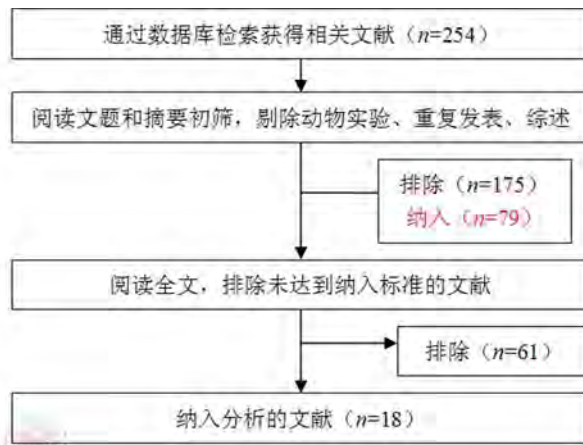 通过数据库检索获得相关文献（n=254）
阅读文题和摘要初筛，剔除动物实验、重复发表、综述
排除（n=175）
纳入（n=79）
阅读全文，排除未达到纳入标准的文献
排除（n=61）
纳入分析的文献（n=18）